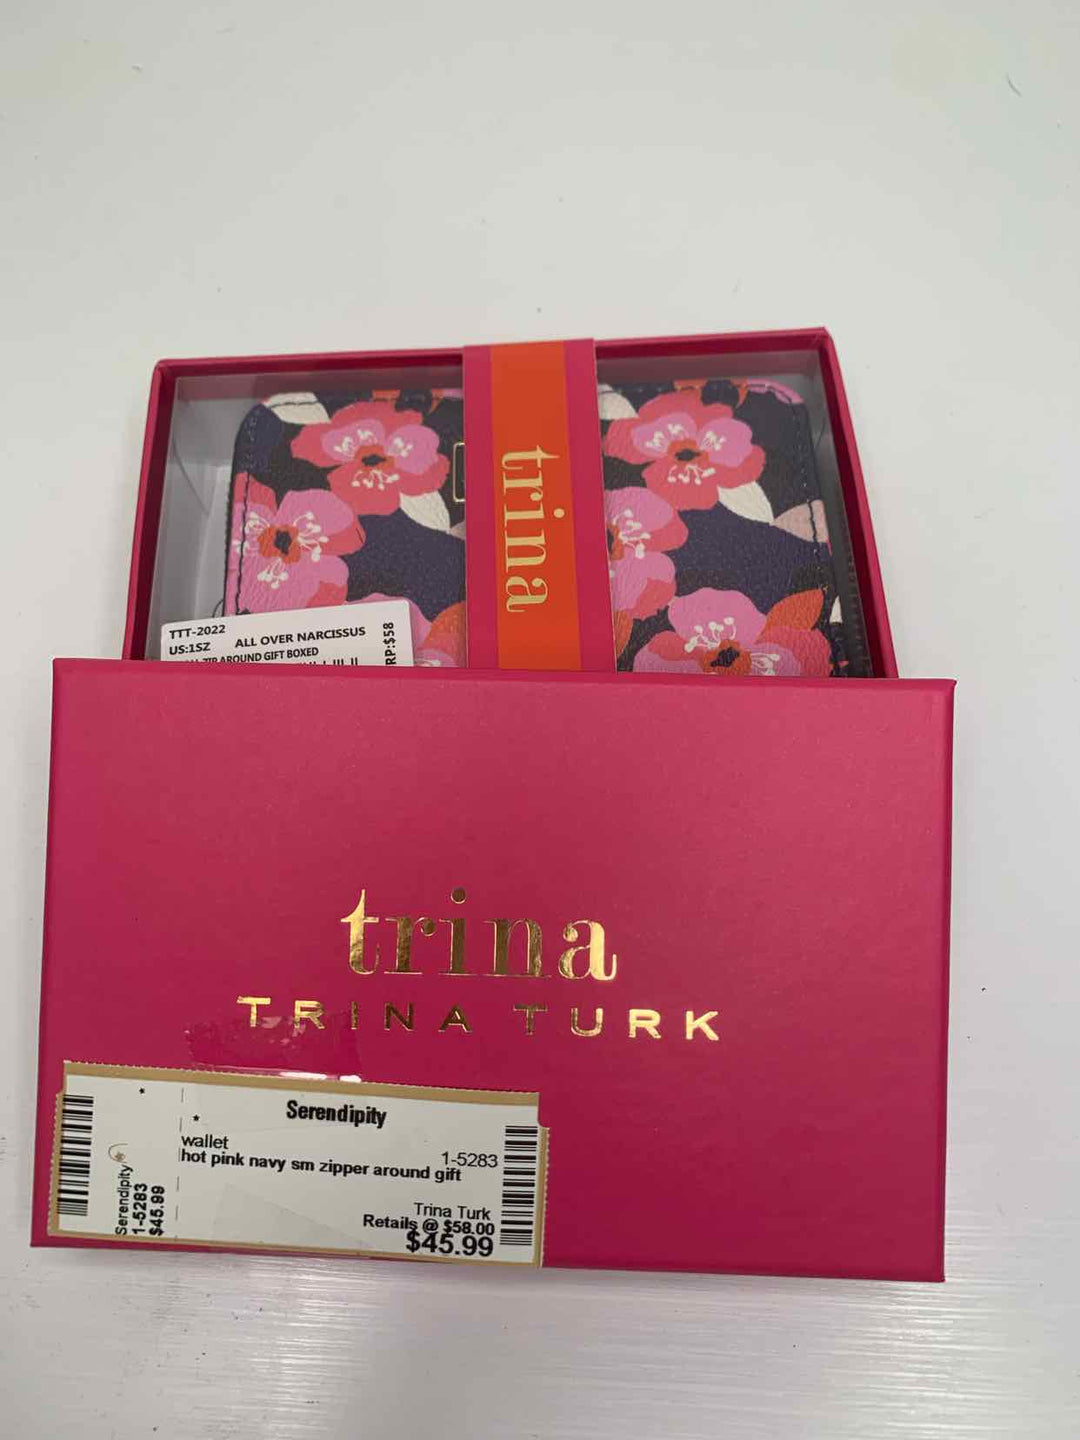 trina
TTT-2022
US:1SZ ALL OVER NARCISSUS
ZIP AROUND GIFT BOXED
RP:$58
trina
TRINA TURK
Serendipity
wallet
1-5283
hot pink navy sm zipper around gift
Trina Turk
Retails @ $58.00
$45.99
Serendipity
1-5283
$45.99